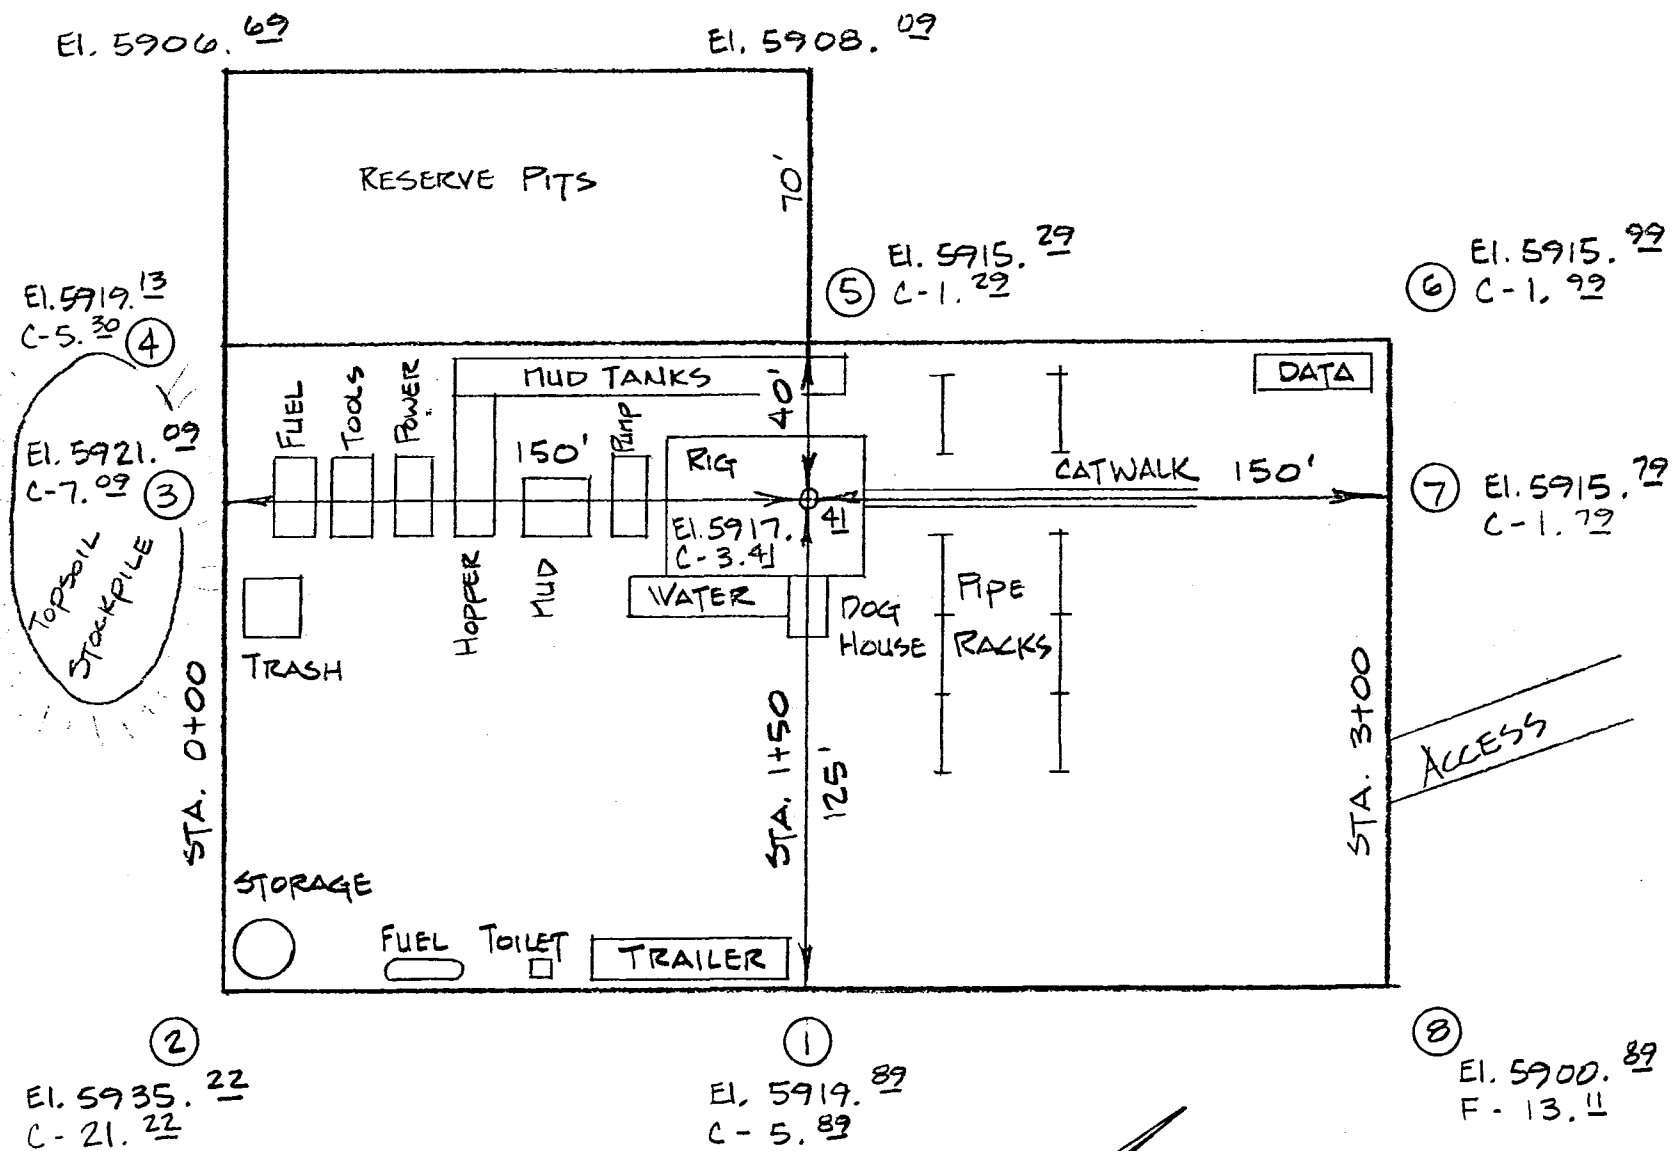 El. 5906.69
El. 5908.09
RESERVE PITS
70'
El. 5915.29
C-1.29
5
El. 5915.99
C-1.99
6
El. 5919.13
C-5.30
4
MUD TANKS
DATA
FUEL
TOOLS
POWER
40'
El. 5921.09
C-7.09
3
150'
PUMP
RIG
CATWALK 150'
7
El. 5915.79
C-1.79
El. 5917.41
C-3.41
TOPSOIL
STOCKPILE
HOPPER
MUD
WATER
DOG
HOUSE
PIPE
RACKS
TRASH
STA. 0+00
STA. 1+50
125'
STA. 3+00
ACCESS
STORAGE
FUEL
TOILET
TRAILER
2
El. 5935.22
C-21.22
1
El. 5919.89
C-5.89
8
El. 5900.89
F-13.11